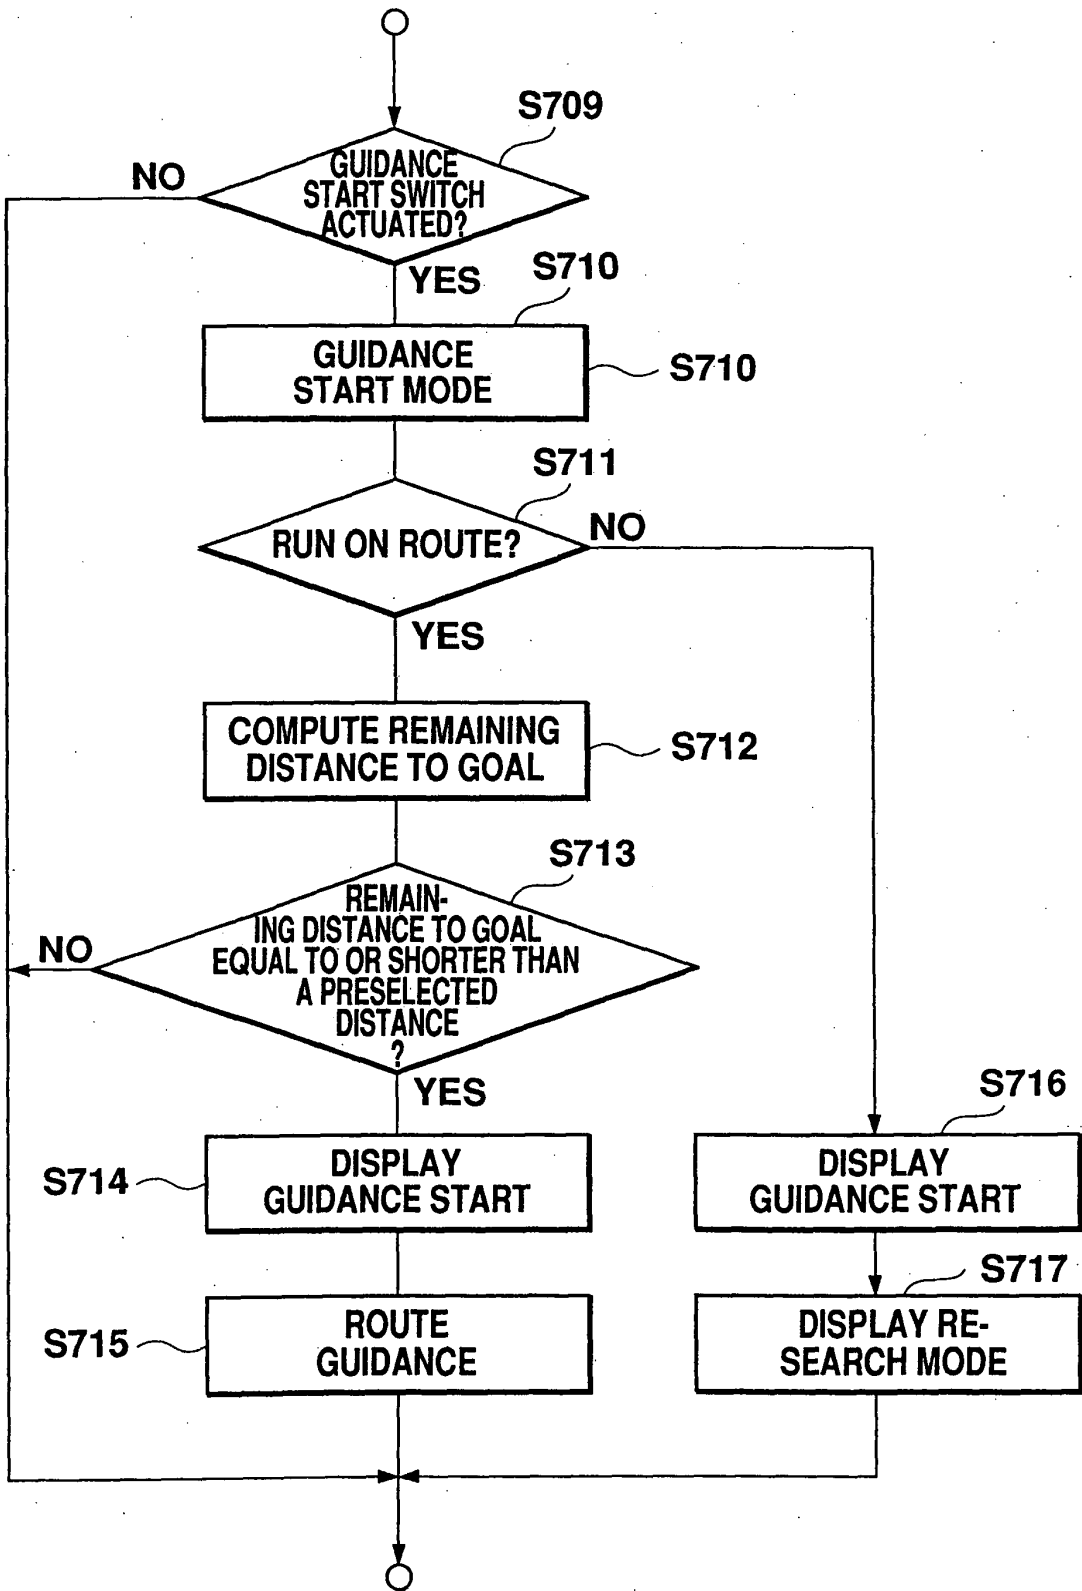 S709
NO
GUIDANCE
START SWITCH
ACTUATED?
YES
S710
GUIDANCE
START MODE
S710
S711
RUN ON ROUTE?
NO
YES
COMPUTE REMAINING
DISTANCE TO GOAL
S712
S713
REMAIN-
ING DISTANCE TO GOAL
EQUAL TO OR SHORTER THAN
A PRESELECTED
DISTANCE
?
NO
YES
S714
DISPLAY
GUIDANCE START
S716
DISPLAY
GUIDANCE START
S715
ROUTE
GUIDANCE
S717
DISPLAY RE-
SEARCH MODE